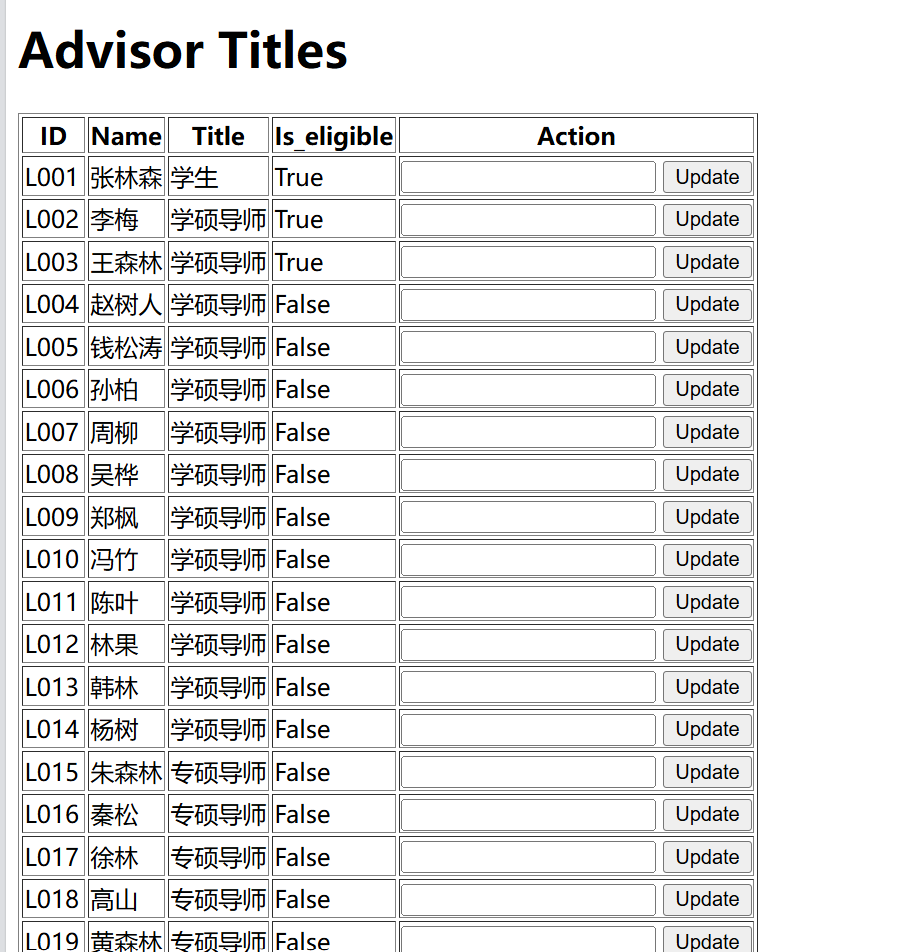 Advisor Titles
ID Name Title Is_eligible Action
L001 张林森 学生 True Update
L002 李梅 学硕导师 True Update
L003 王森林 学硕导师 True Update
L004 赵树人 学硕导师 False Update
L005 钱松涛 学硕导师 False Update
L006 孙柏 学硕导师 False Update
L007 周柳 学硕导师 False Update
L008 吴桦 学硕导师 False Update
L009 郑枫 学硕导师 False Update
L010 冯竹 学硕导师 False Update
L011 陈叶 学硕导师 False Update
L012 林果 学硕导师 False Update
L013 韩林 学硕导师 False Update
L014 杨树 学硕导师 False Update
L015 朱森林 专硕导师 False Update
L016 秦松 专硕导师 False Update
L017 徐林 专硕导师 False Update
L018 高山 专硕导师 False Update
L019 黄森林 专硕导师 False Update